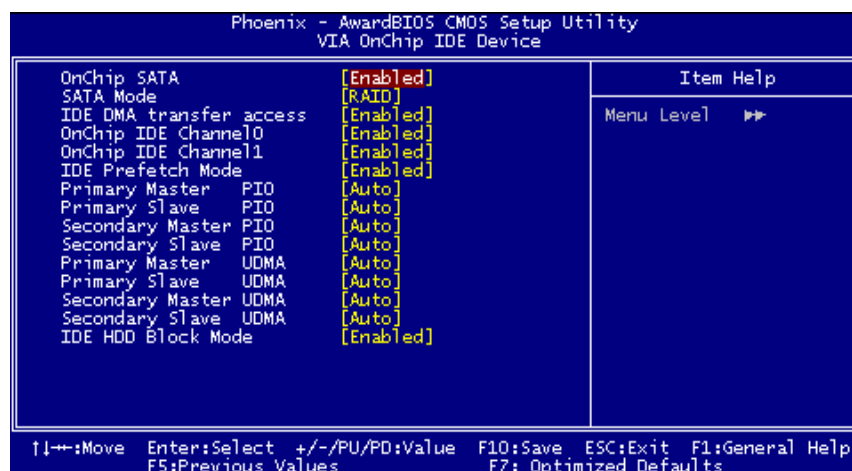 Phoenix - AwardBIOS CMOS Setup Utility
VIA OnChip IDE Device
OnChip SATA [Enabled]
SATA Mode [RAID]
IDE DMA transfer access [Enabled]
OnChip IDE Channel0 [Enabled]
OnChip IDE Channel1 [Enabled]
IDE Prefetch Mode [Enabled]
Primary Master PIO [Auto]
Primary Slave PIO [Auto]
Secondary Master PIO [Auto]
Secondary Slave PIO [Auto]
Primary Master UDMA [Auto]
Primary Slave UDMA [Auto]
Secondary Master UDMA [Auto]
Secondary Slave UDMA [Auto]
IDE HDD Block Mode [Enabled]
Item Help
Menu Level ►►
↑↓→←:Move Enter:Select +/-/PU/PD:Value F10:Save ESC:Exit F1:General Help
F5:Previous Values F7: Optimized Defaults